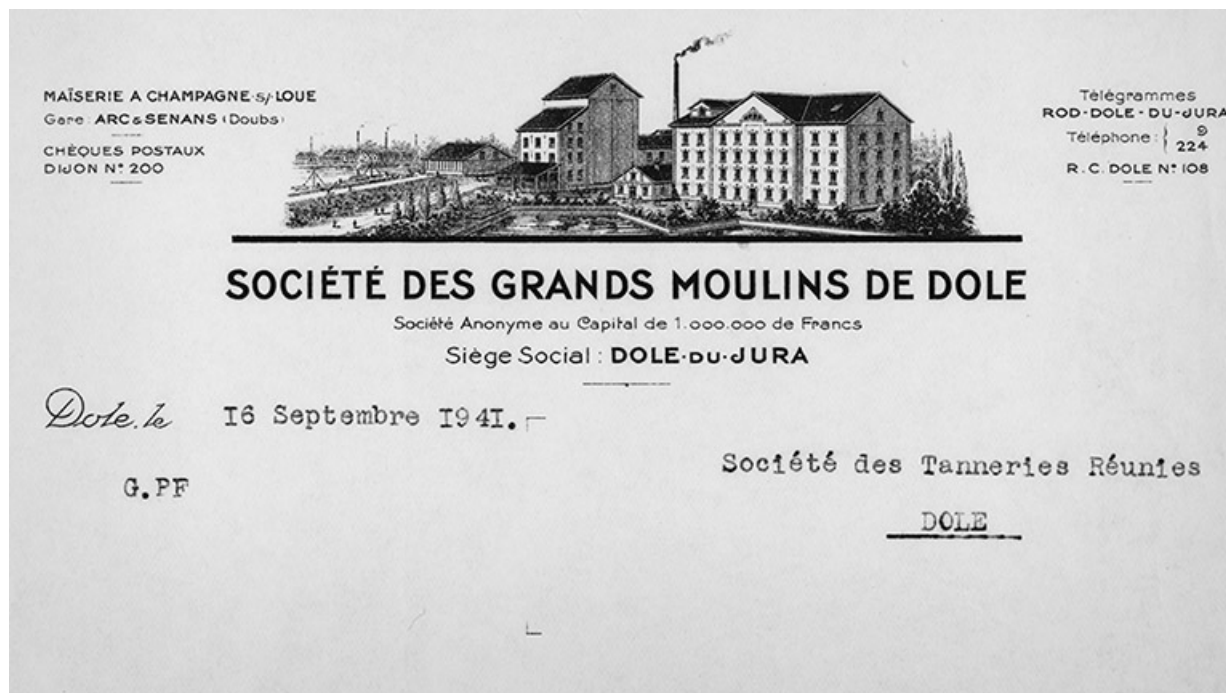 MAÏSERIE A CHAMPAGNE s/ LOUE
Gare : ARC & SENANS (Doubs)
CHÈQUES POSTAUX
DIJON N° 200
Télégrammes
ROD-DOLE-DU-JURA
Téléphone : { 9
224
R.C. DOLE N° 108
SOCIÉTÉ DES GRANDS MOULINS DE DOLE
Société Anonyme au Capital de 1.000.000 de Francs
Siège Social : DOLE-DU-JURA
Dole, le 16 Septembre 1941.
Société des Tanneries Réunies
G.PF
DOLE